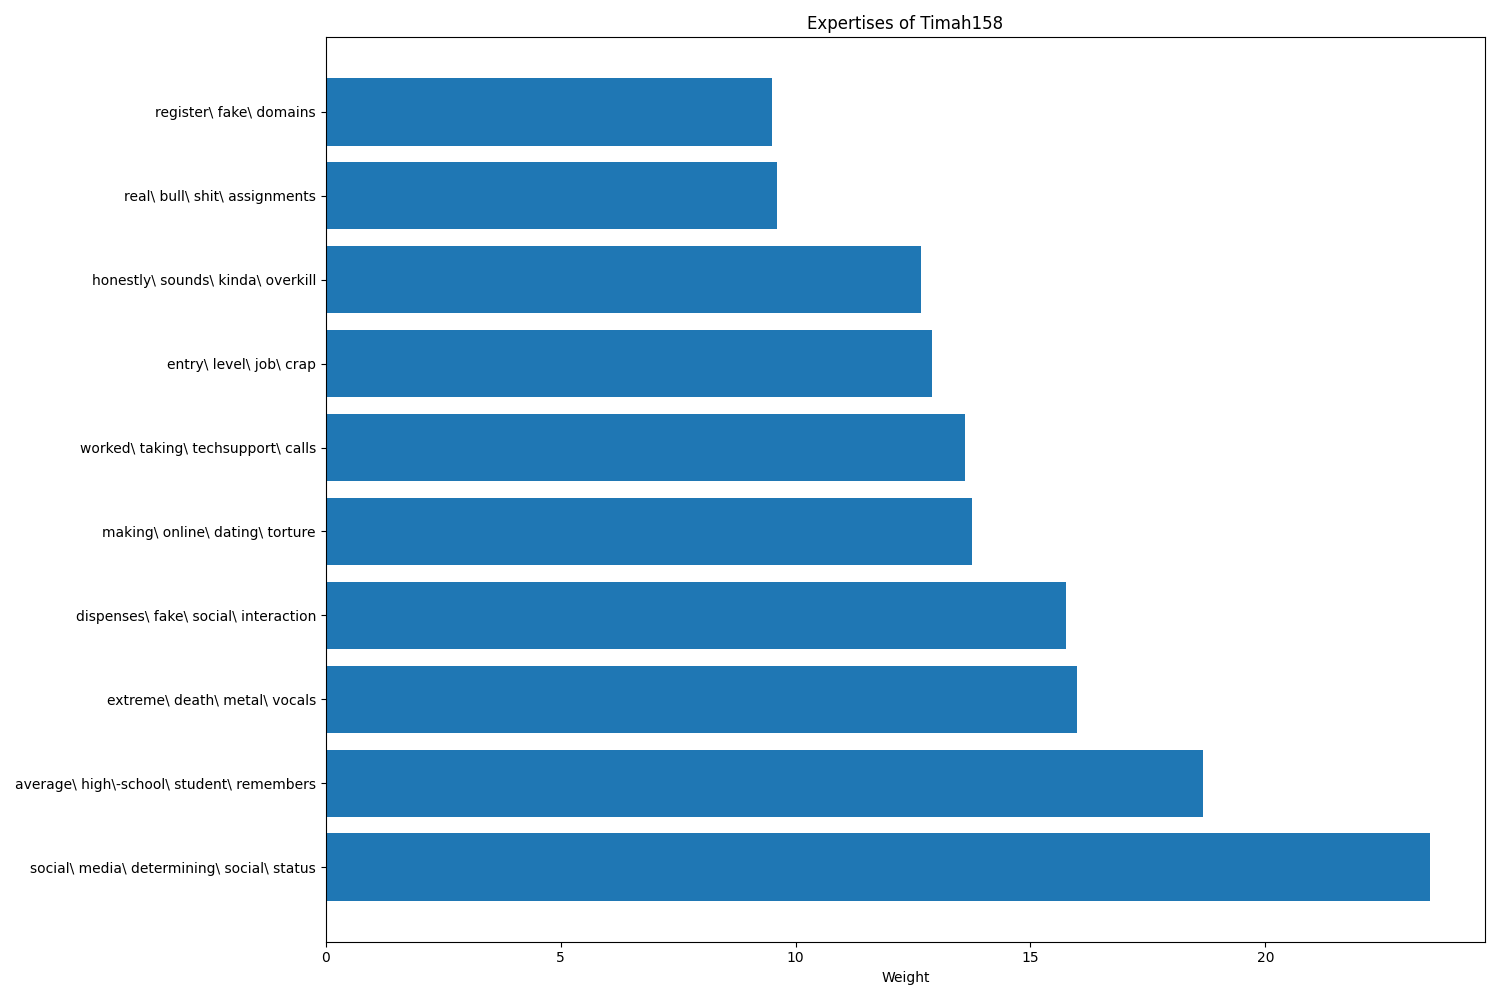 Expertises of Timah158
register\ fake\ domains
real\ bull\ shit\ assignments
honestly\ sounds\ kinda\ overkill
entry\ level\ job\ crap
worked\ taking\ techsupport\ calls
making\ online\ dating\ torture
dispenses\ fake\ social\ interaction
extreme\ death\ metal\ vocals
average\ high\-school\ student\ remembers
social\ media\ determining\ social\ status
0 5 10 15 20
Weight